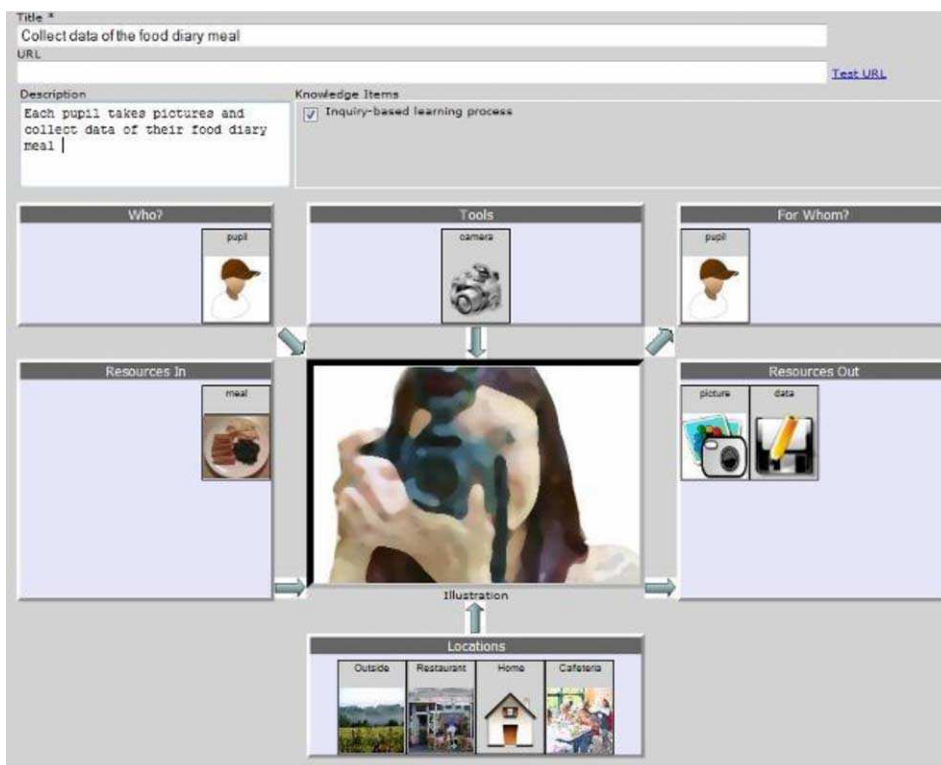 Title *
Collect data of the food diary meal
URL
Test URL
Description
Each pupil takes pictures and
collect data of their food diary
meal
Knowledge Items
Inquiry-based learning process
Who?
pupil
Tools
camera
For Whom?
pupil
Resources In
meal
Illustration
Resources Out
picture data
Locations
Outside Restaurant Home Cafeteria